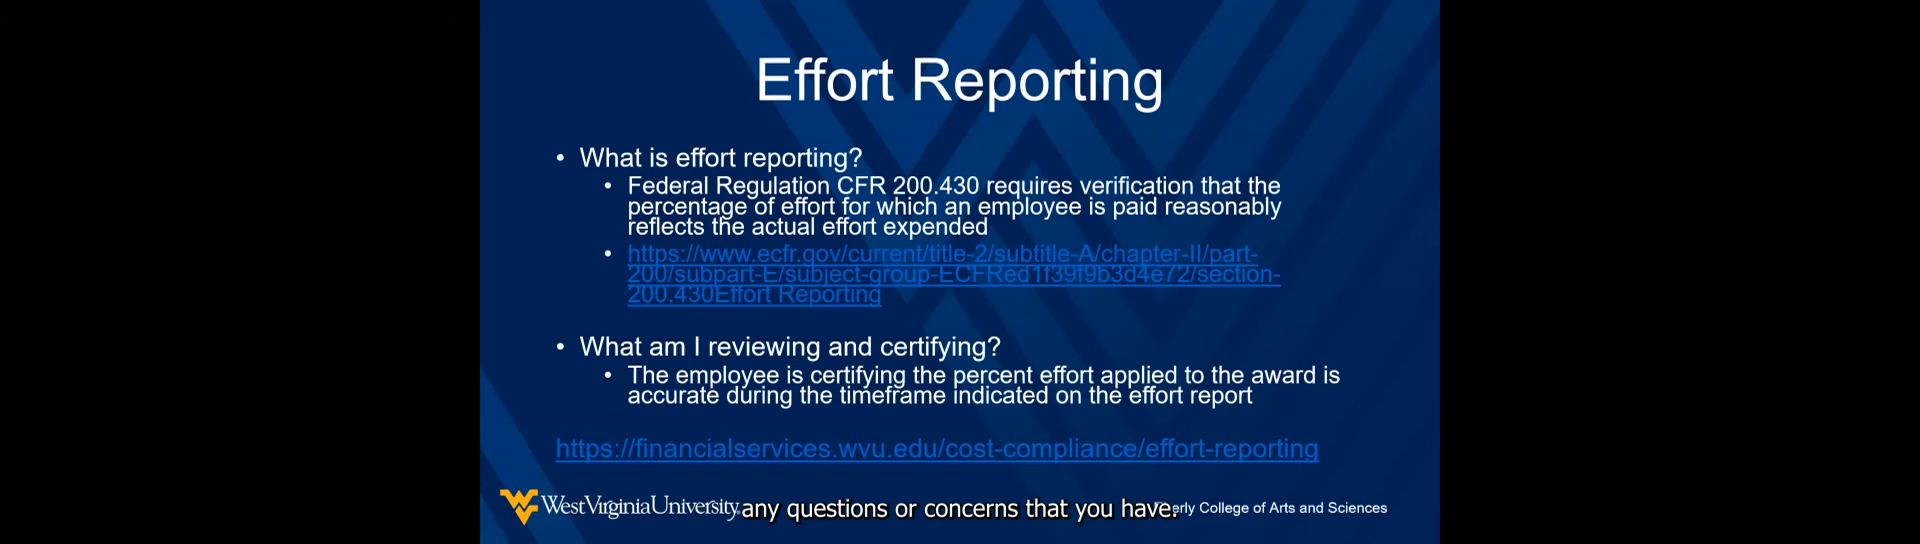 Effort Reporting
• What is effort reporting?
• Federal Regulation CFR 200.430 requires verification that the
percentage of effort for which an employee is paid reasonably
reflects the actual effort expended
• https://www.ecfr.gov/current/title-2/subtitle-A/chapter-II/part-
200/subpart-E/subject-group-ECFRed1f39f9b3d4e72/section-
200.430Effort Reporting
• What am I reviewing and certifying?
• The employee is certifying the percent effort applied to the award is
accurate during the timeframe indicated on the effort report
https://financialservices.wvu.edu/cost-compliance/effort-reporting
West Virginia University
any questions or concerns that you have.
College of Arts and Sciences